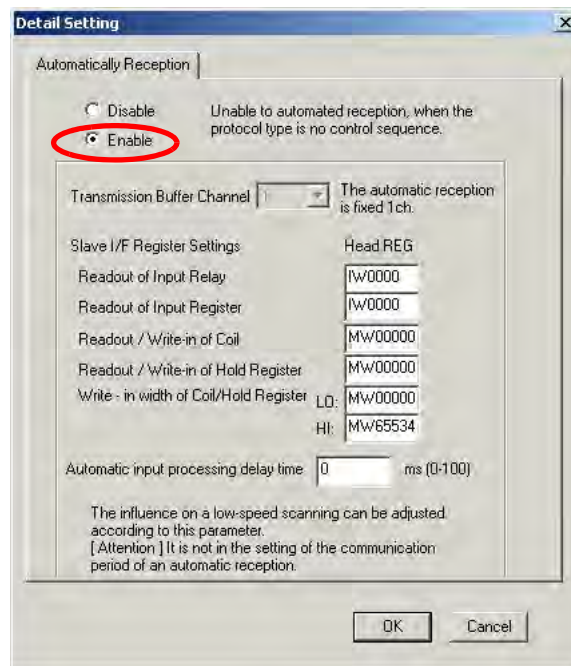 Detail Setting
Automatically Reception
Disable
Unable to automated reception, when the
protocol type is no control sequence.
Enable
Transmission Buffer Channel 1
The automatic reception
is fixed 1ch.
Slave I/F Register Settings Head REG
Readout of Input Relay IW0000
Readout of Input Register IW0000
Readout / Write-in of Coil MW00000
Readout / Write-in of Hold Register MW00000
Write - in width of Coil/Hold Register LO: MW00000
HI: MW65534
Automatic input processing delay time 0 ms (0-100)
The influence on a low-speed scanning can be adjusted
according to this parameter.
[ Attention ] It is not in the setting of the communication
period of an automatic reception.
OK Cancel